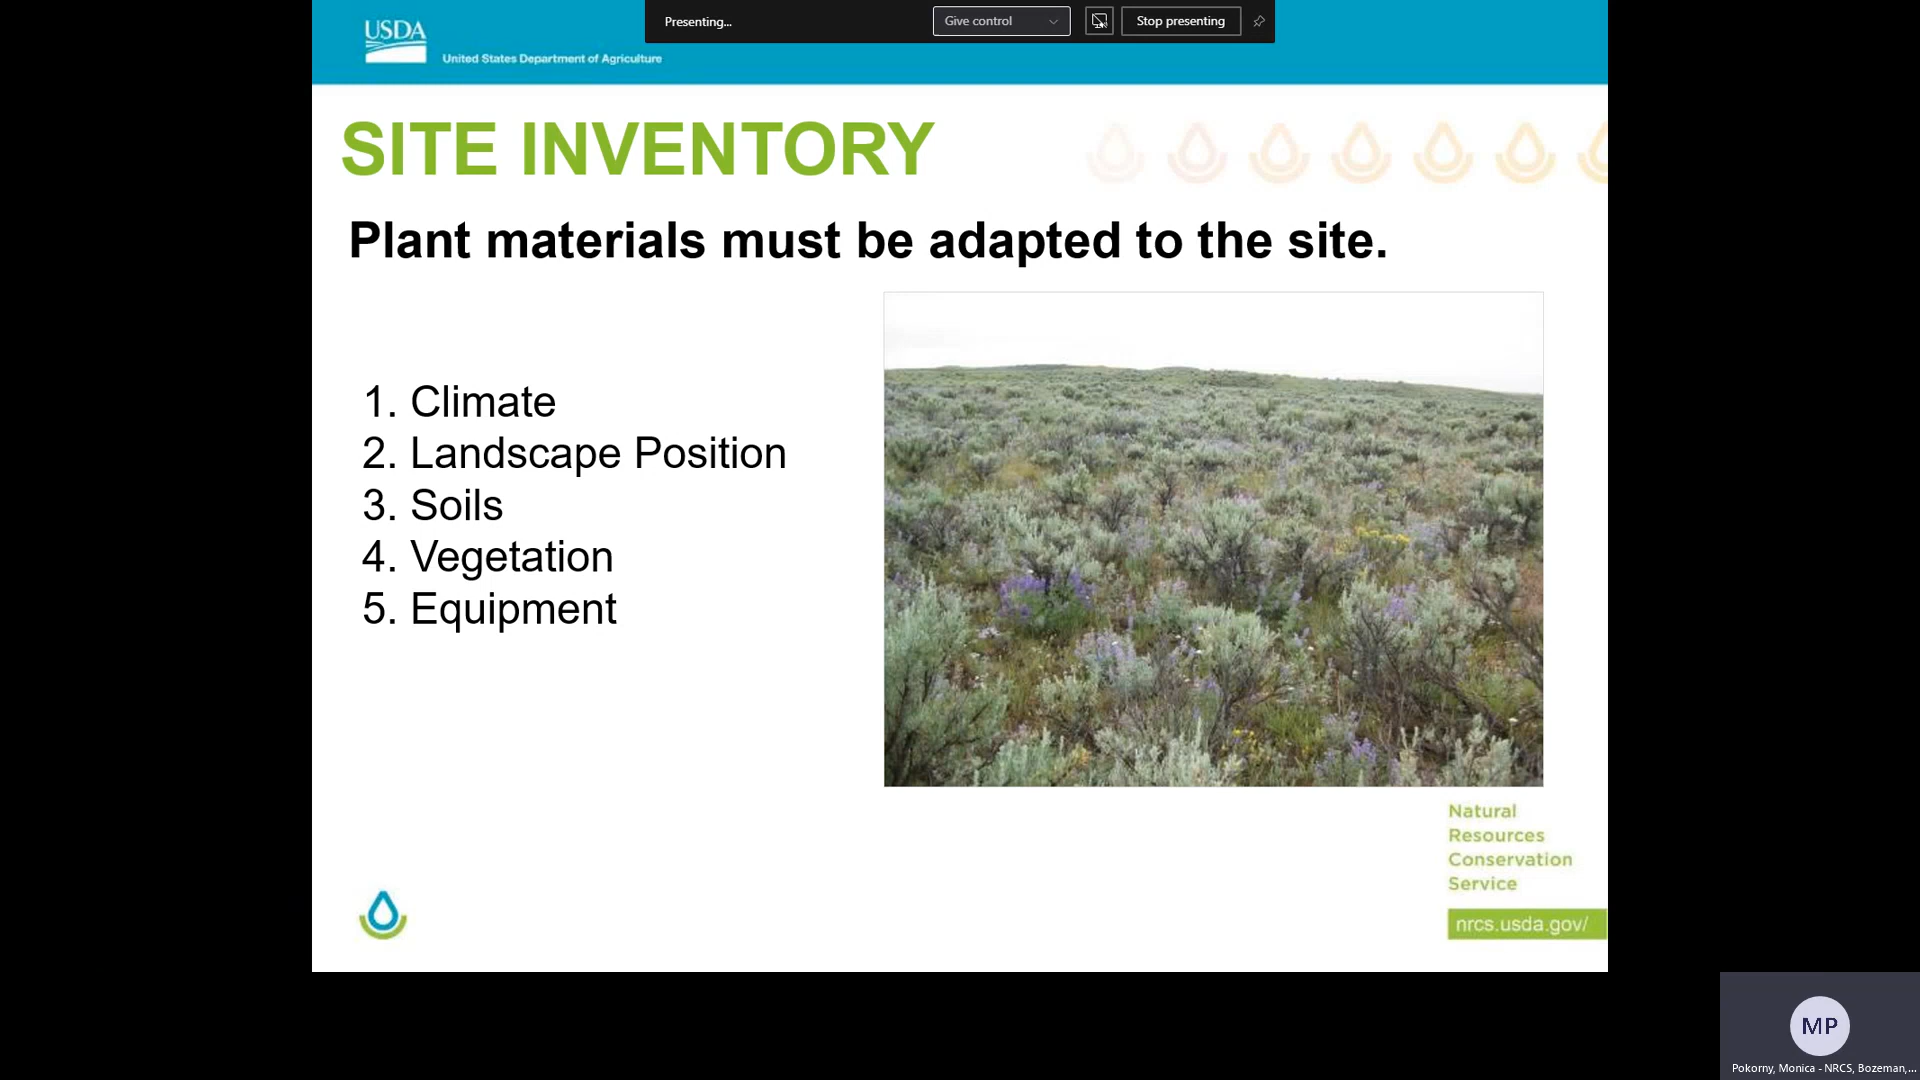 Presenting...
Give control
Stop presenting
USDA
United States Department of Agriculture
SITE INVENTORY
Plant materials must be adapted to the site.
1. Climate
2. Landscape Position
3. Soils
4. Vegetation
5. Equipment
Natural
Resources
Conservation
Service
nrcs.usda.gov/
MP
Pokorny, Monica - NRCS, Bozeman,...